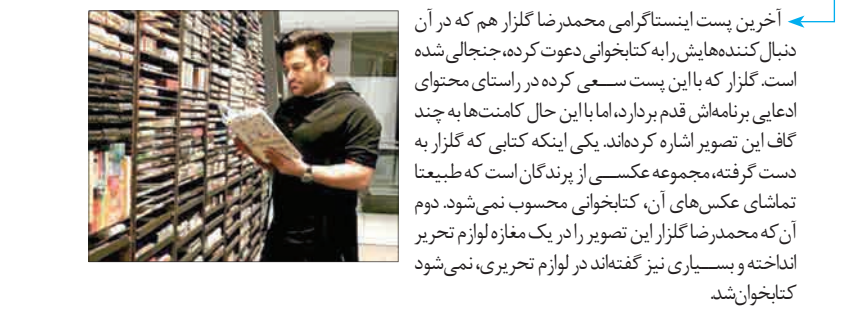 آخرین پست اینستاگرامی محمدرضا گلزار هم که در آن
دنبال‌کننده‌هایش را به کتابخوانی دعوت کرده، جنجالی شده
است. گلزار که با این پست سعی کرده در راستای محتوای
ادعایی برنامه‌اش قدم بردارد، اما با این حال کامنت‌ها به چند
گاف این تصویر اشاره کرده‌اند. یکی اینکه کتابی که گلزار به
دست گرفته، مجموعه عکسی از پرندگان است که طبیعتا
تماشای عکس‌های آن، کتابخوانی محسوب نمی‌شود. دوم
آن‌که محمدرضا گلزار این تصویر را در یک مغازه لوازم تحریر
انداخته و بسیاری نیز گفته‌اند در لوازم تحریری، نمی‌شود
کتابخوان‌شد.